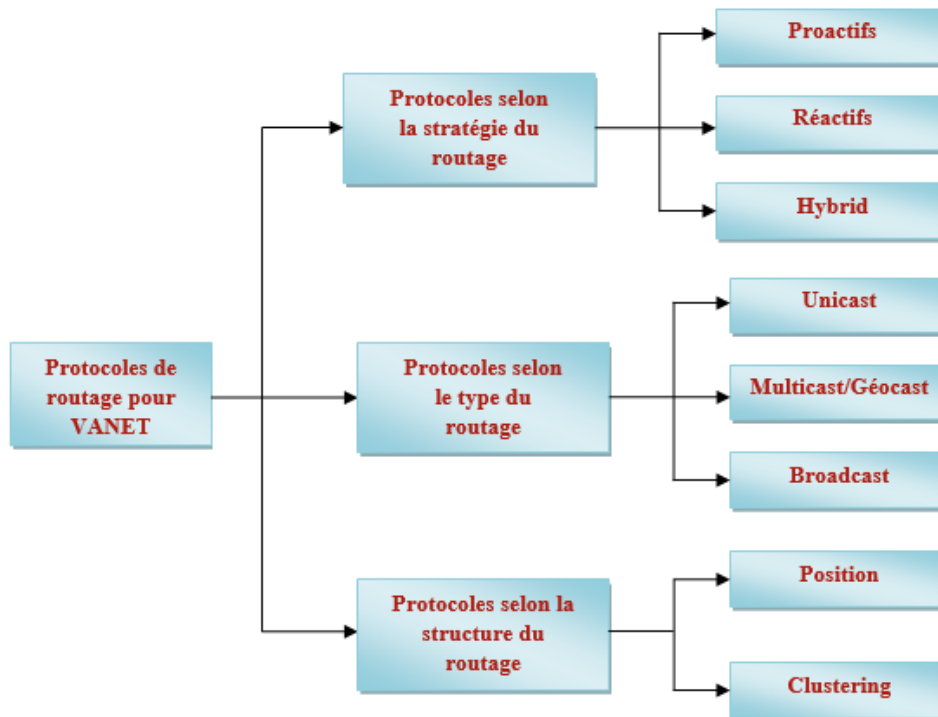 Protocoles de
routage pour
VANET
Protocoles selon
la stratégie du
routage
Proactifs
Réactifs
Hybrid
Protocoles selon
le type du
routage
Unicast
Multicast/Géocast
Broadcast
Protocoles selon la
structure du
routage
Position
Clustering